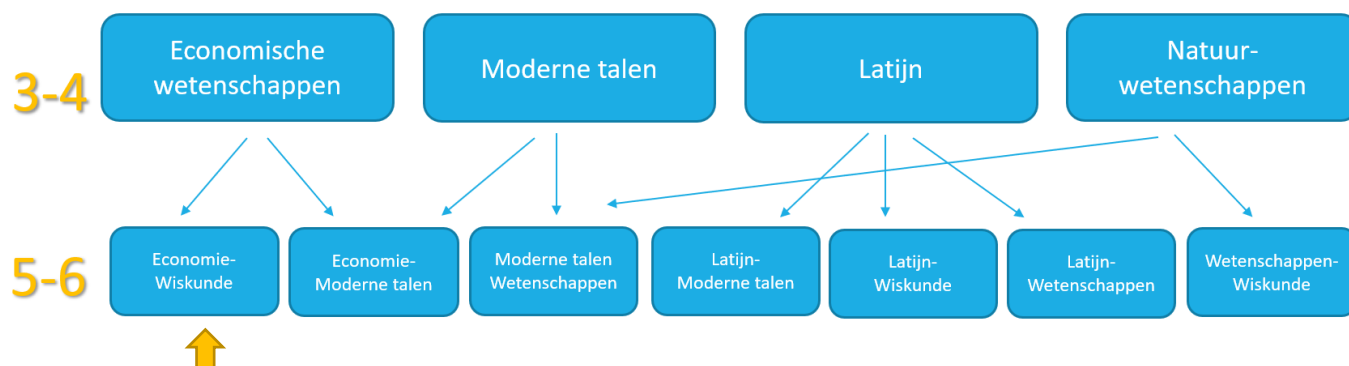 3-4
Economische
wetenschappen
Moderne talen
Latijn
Natuur-
wetenschappen
5-6
Economie-
Wiskunde
Economie-
Moderne talen
Moderne talen
Wetenschappen
Latijn-
Moderne talen
Latijn-
Wiskunde
Latijn-
Wetenschappen
Wetenschappen-
Wiskunde